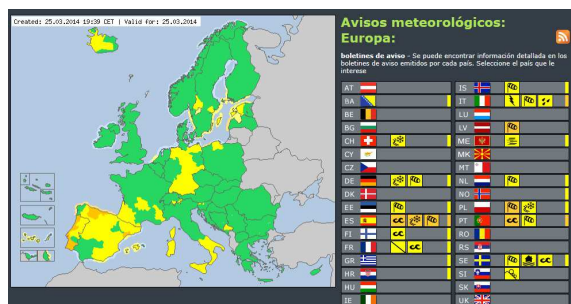 Created: 25.03.2014 19:39 CET | Valid for: 25.03.2014
Avisos meteorológicos:
Europa:
boletines de aviso - Se puede encontrar información detallada en los
boletines de aviso emitidos por cada país. Seleccione el país que le
interese
AT IS
BA IT
BE LU
BG LV
CH ME
CY MK
CZ MT
DE NL
DK NO
EE PL
ES PT
FI RO
FR RS
GR SE
HR SI
HU SK
IE UK